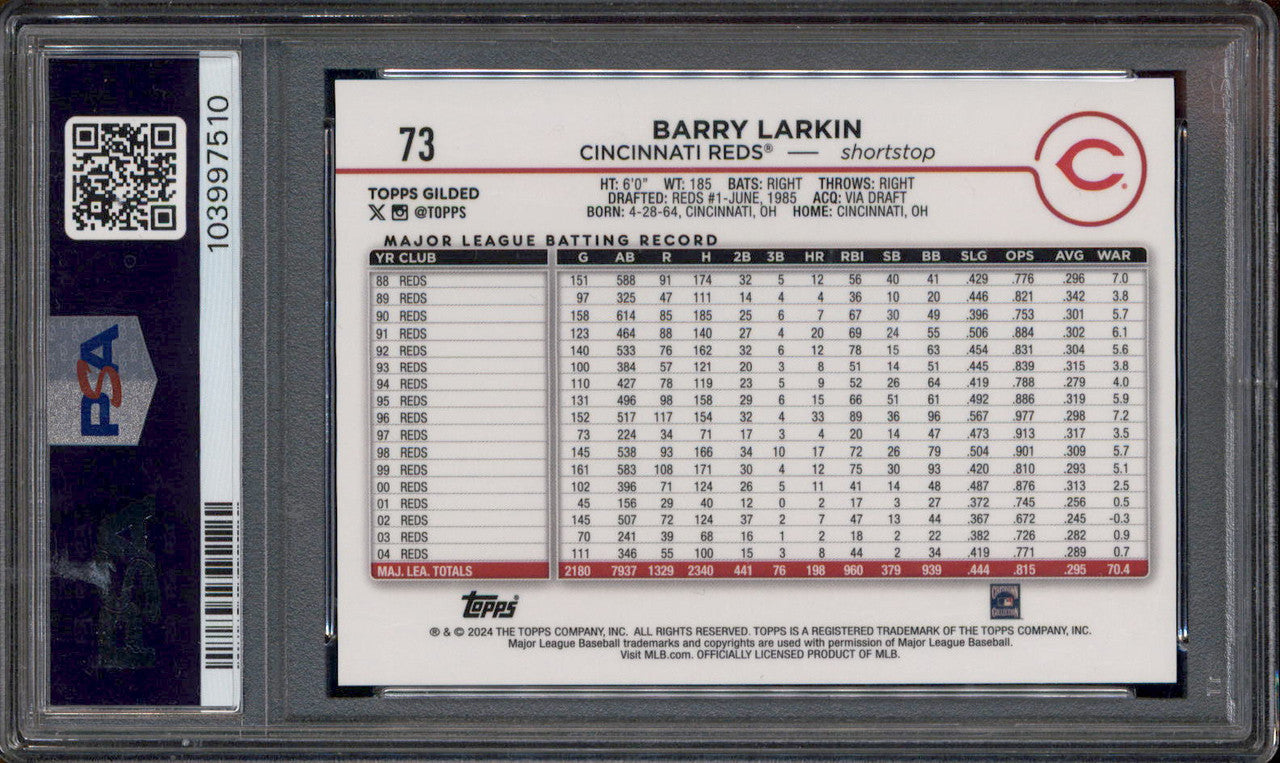 103997510
PSA
73
BARRY LARKIN
CINCINNATI REDS® — shortstop
C
TOPPS GILDED
X @TOPPS
HT: 6'0" WT: 185 BATS: RIGHT THROWS: RIGHT
DRAFTED: REDS #1-JUNE, 1985 ACQ: VIA DRAFT
BORN: 4-28-64, CINCINNATI, OH HOME: CINCINNATI, OH
MAJOR LEAGUE BATTING RECORD
YR CLUB G AB R H 2B 3B HR RBI SB BB SLG OPS AVG WAR
88 REDS 151 588 91 174 32 5 12 56 40 41 .429 .776 .296 7.0
89 REDS 97 325 47 111 14 4 4 36 10 20 .446 .821 .342 3.8
90 REDS 158 614 85 185 25 6 7 67 30 49 .396 .753 .301 5.7
91 REDS 123 464 88 140 27 4 20 69 24 55 .506 .884 .302 6.1
92 REDS 140 533 76 162 32 6 12 78 15 63 .454 .831 .304 5.6
93 REDS 100 384 57 121 20 3 8 51 14 51 .445 .839 .315 3.8
94 REDS 110 427 78 119 23 5 9 52 26 64 .419 .788 .279 4.0
95 REDS 131 496 98 158 29 6 15 66 51 61 .492 .886 .319 5.9
96 REDS 152 517 117 154 32 4 33 89 36 96 .567 .977 .298 7.2
97 REDS 73 224 34 71 17 3 4 20 14 47 .473 .913 .317 3.5
98 REDS 145 538 93 166 34 10 17 72 26 79 .504 .901 .309 5.7
99 REDS 161 583 108 171 30 4 12 75 30 93 .420 .810 .293 5.1
00 REDS 102 396 71 124 26 5 11 41 14 48 .487 .876 .313 2.5
01 REDS 45 156 29 40 12 0 2 17 3 27 .372 .745 .256 0.5
02 REDS 145 507 72 124 37 2 7 47 13 44 .367 .672 .245 -0.3
03 REDS 70 241 39 68 16 1 2 18 2 22 .382 .726 .282 0.9
04 REDS 111 346 55 100 15 3 8 44 2 34 .419 .771 .289 0.7
MAJ. LEA. TOTALS 2180 7937 1329 2340 441 76 198 960 379 939 .444 .815 .295 70.4
Topps®
COOPERSTOWN COLLECTION
® & © 2024 THE TOPPS COMPANY, INC. ALL RIGHTS RESERVED. TOPPS IS A REGISTERED TRADEMARK OF THE TOPPS COMPANY, INC.
Major League Baseball trademarks and copyrights are used with permission of Major League Baseball.
Visit MLB.com. OFFICIALLY LICENSED PRODUCT OF MLB.